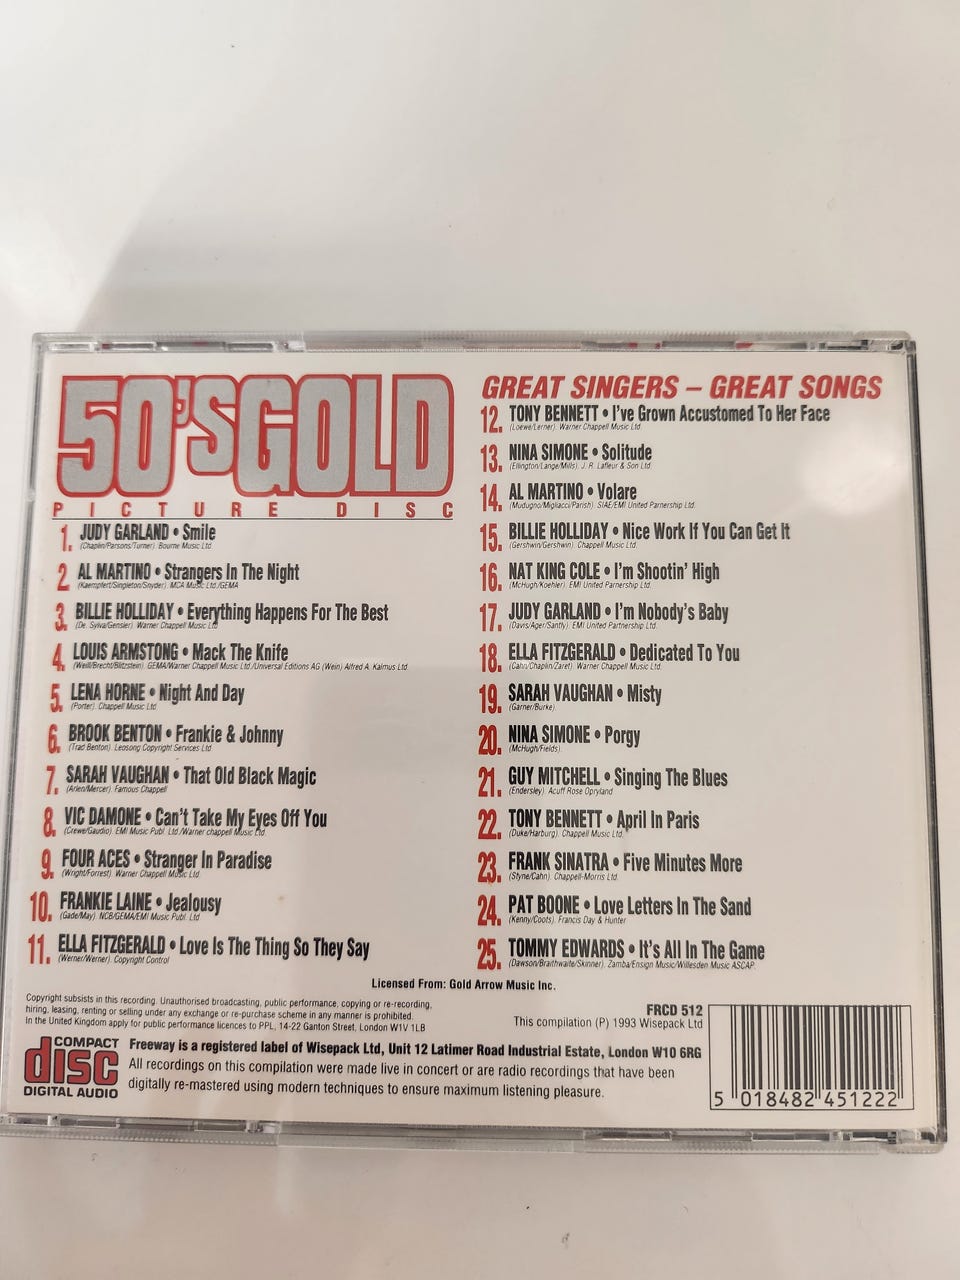 50'S GOLD
PICTURE DISC
1. JUDY GARLAND • Smile
(Chaplin/Parsons/Turner). Bourne Music Ltd
2. AL MARTINO • Strangers In The Night
(Kaempfert/Singleton/Snyder). MCA Music Ltd./GEMA
3. BILLIE HOLLIDAY • Everything Happens For The Best
(De. Sylva/Gensler). Warner Chappell Music Ltd
4. LOUIS ARMSTONG • Mack The Knife
(Weill/Brecht/Blitzstein). GEMA/Warner Chappell Music Ltd./Universal Editions AG (Wein) Alfred A. Kalmus Ltd
5. LENA HORNE • Night And Day
(Porter). Chappell Music Ltd
6. BROOK BENTON • Frankie & Johnny
(Trad Benton). Leosong Copyright Services Ltd
7. SARAH VAUGHAN • That Old Black Magic
(Arlen/Mercer). Famous Chappell
8. VIC DAMONE • Can't Take My Eyes Off You
(Crewe/Gaudio). EMI Music Publ. Ltd./Warner chappell Music Ltd.
9. FOUR ACES • Stranger In Paradise
(Wright/Forrest). Warner Chappell Music Ltd
10. FRANKIE LAINE • Jealousy
(Gade/May). NCB/GEMA/EMI Music Publ. Ltd
11. ELLA FITZGERALD • Love Is The Thing So They Say
(Werner/Werner). Copyright Control
GREAT SINGERS – GREAT SONGS
12. TONY BENNETT • I've Grown Accustomed To Her Face
(Loewe/Lerner). Warner Chappell Music Ltd
13. NINA SIMONE • Solitude
(Ellington/Lange/Mills). J. R. Lafleur & Son Ltd
14. AL MARTINO • Volare
(Mudugno/Migliacci/Parish). SIAE/EMI United Parnership Ltd.
15. BILLIE HOLLIDAY • Nice Work If You Can Get It
(Gershwin/Gershwin). Chappell Music Ltd.
16. NAT KING COLE • I'm Shootin' High
(McHugh/Koehler). EMI United Partnership Ltd.
17. JUDY GARLAND • I'm Nobody's Baby
(Davis/Ager/Santly). EMI United Partnership Ltd.
18. ELLA FITZGERALD • Dedicated To You
(Cahn/Chaplin/Zaret). Warner Chappell Music Ltd.
19. SARAH VAUGHAN • Misty
(Garner/Burke).
20. NINA SIMONE • Porgy
(McHugh/Fields).
21. GUY MITCHELL • Singing The Blues
(Endersley). Acuff Rose Opryland
22. TONY BENNETT • April In Paris
(Duke/Harburg). Chappell Music Ltd.
23. FRANK SINATRA • Five Minutes More
(Styne/Cahn). Chappell-Morris Ltd.
24. PAT BOONE • Love Letters In The Sand
(Kenny/Coots). Francis Day & Hunter
25. TOMMY EDWARDS • It's All In The Game
(Dawson/Braithwaite/Skinner). Zamba/Ensign Music/Willesden Music ASCAP.
Licensed From: Gold Arrow Music Inc.
Copyright subsists in this recording. Unauthorised broadcasting, public performance, copying or re-recording,
hiring, leasing, renting or selling under any exchange or re-purchase scheme in any manner is prohibited.
In the United Kingdom apply for public performance licences to PPL, 14-22 Ganton Street, London W1V 1LB
FRCD 512
This compilation (P) 1993 Wisepack Ltd
COMPACT
disc
DIGITAL AUDIO
Freeway is a registered label of Wisepack Ltd, Unit 12 Latimer Road Industrial Estate, London W10 6RG
All recordings on this compilation were made live in concert or are radio recordings that have been
digitally re-mastered using modern techniques to ensure maximum listening pleasure.
5 018482 451222